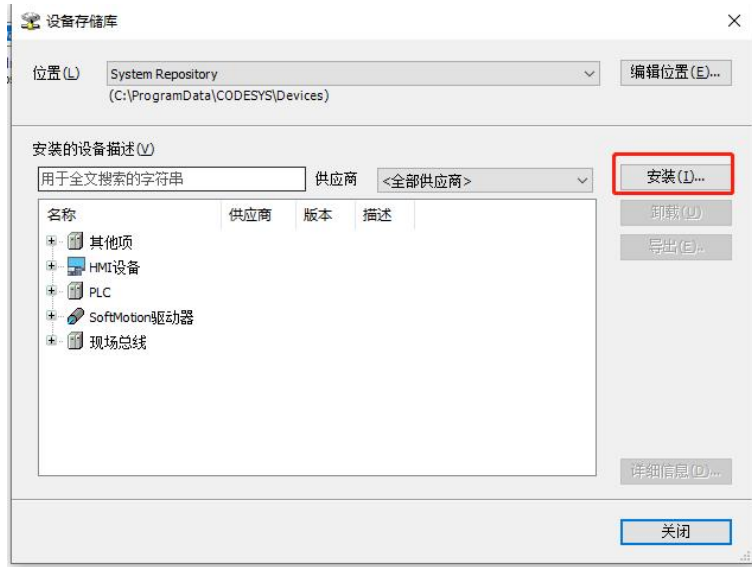 设备存储库
位置(L) System Repository 编辑位置(E)...
(C:\ProgramData\CODESYS\Devices)
安装的设备描述(V)
用于全文搜索的字符串 供应商 <全部供应商> 安装(I)...
名称 供应商 版本 描述 卸载(U)
其他项 导出(E)..
HMI设备
PLC
SoftMotion驱动器
现场总线
详细信息(D)...
关闭